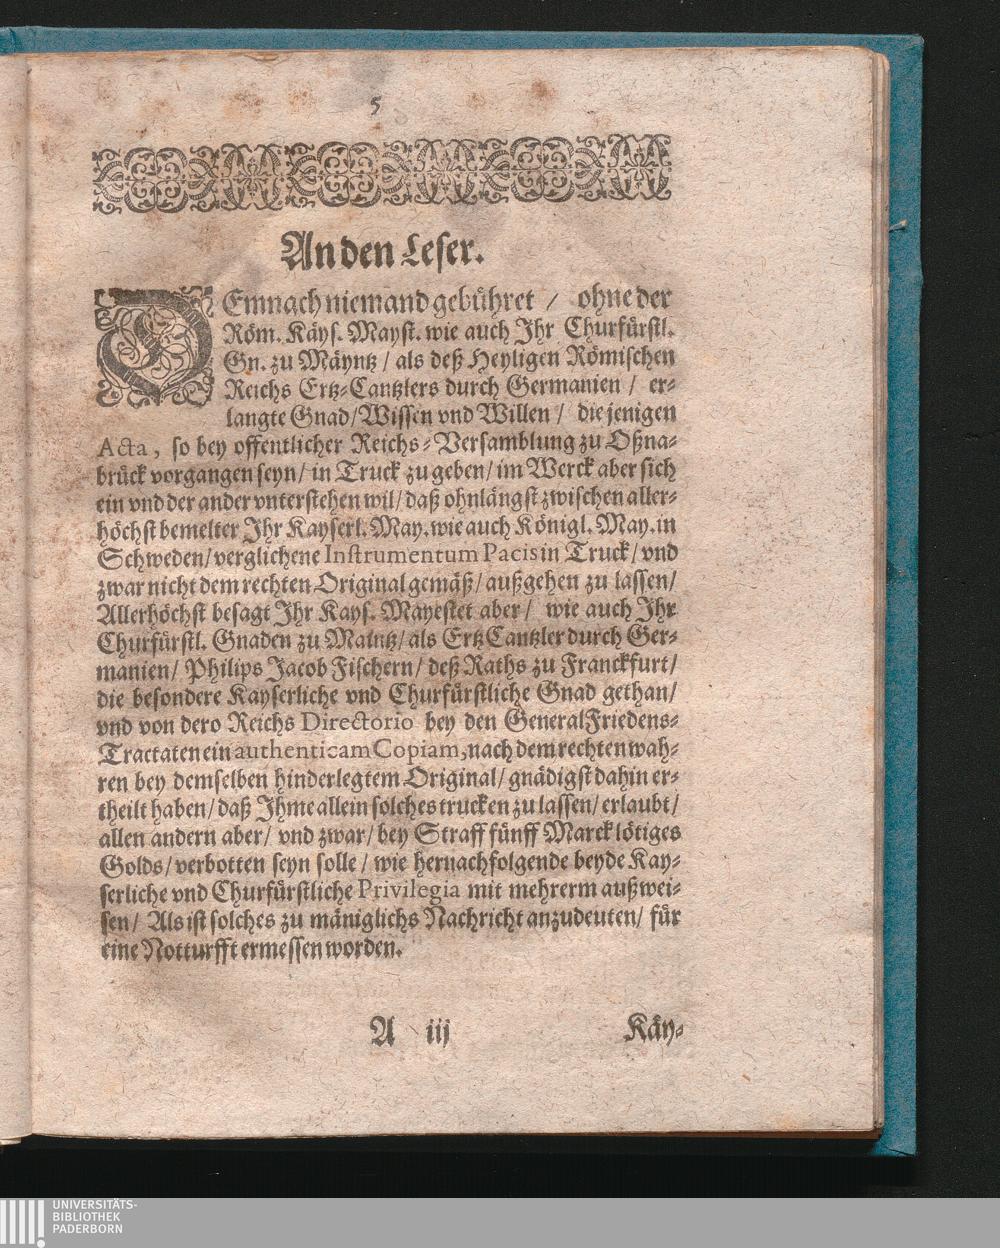 5
An den Leser.
DEmnach niemand gebühret / ohne der
Röm. Käys. Mayst. wie auch Ihr Churfürstl.
Gn. zu Mäyntz / als deß Heyligen Römischen
Reichs Ertz-Cantzlers durch Germanien / er-
langte Gnad / Wissen vnd Willen / die jenigen
Acta, so bey offentlicher Reichs-Versamblung zu Oßna-
brück vorgangen seyn / in Truck zu geben / im Werck aber sich
ein vnd der ander vnterstehen wil / daß ohnlängst zwischen aller-
höchst bemelter Ihr Kayserl. May. wie auch Königl. May. in
Schweden / verglichene Instrumentum Pacis in Truck / vnd
zwar nicht dem rechten Original gemäß / außgehen zu lassen /
Allerhöchst besagt Ihr Kays. Mayestet aber / wie auch Ihr
Churfürstl. Gnaden zu Maintz / als Ertz Cantzler durch Ger-
manien / Philips Jacob Fischern / deß Raths zu Franckfurt /
die besondere Kayserliche vnd Churfürstliche Gnad gethan /
vnd von dero Reichs Directorio bey den General Friedens-
Tractaten ein authenticam Copiam, nach dem rechten wah-
ren bey demselben hinderlegtem Original / gnädigst dahin er-
theilt haben / daß Ihme allein solches trucken zu lassen / erlaubt /
allen andern aber / vnd zwar / bey Straff fünff Marck lötiges
Golds / verbotten seyn solle / wie hernachfolgende beyde Kay-
serliche vnd Churfürstliche Privilegia mit mehrerm außwei-
sen / Als ist solches zu mäniglichs Nachricht anzudeuten / für
eine Notturfft ermessen worden.
A iij Käy-
UNIVERSITÄTS-
BIBLIOTHEK
PADERBORN